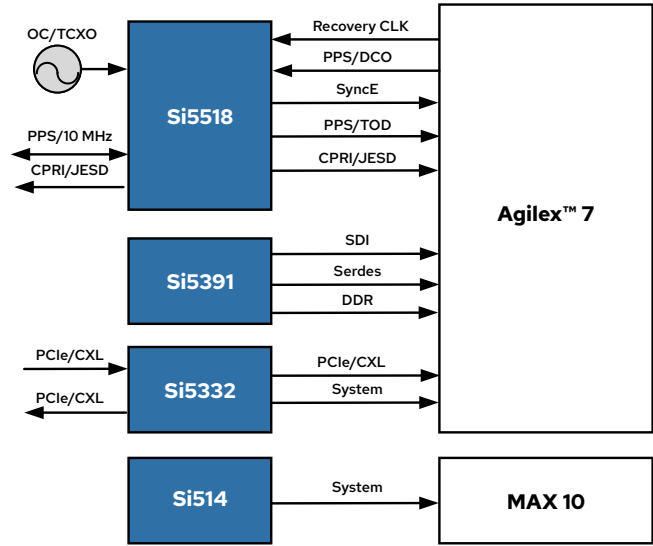 OC/TCXO
PPS/10 MHz
CPRI/JESD
Si5518
Recovery CLK
PPS/DCO
SyncE
PPS/TOD
CPRI/JESD
Agilex™ 7
Si5391
SDI
Serdes
DDR
PCIe/CXL
PCIe/CXL
Si5332
PCIe/CXL
System
Si514
System
MAX 10